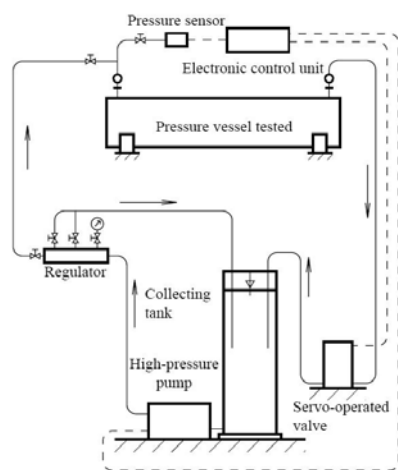 Pressure sensor
Electronic control unit
Pressure vessel tested
Regulator
Collecting
tank
High-pressure
pump
Servo-operated
valve